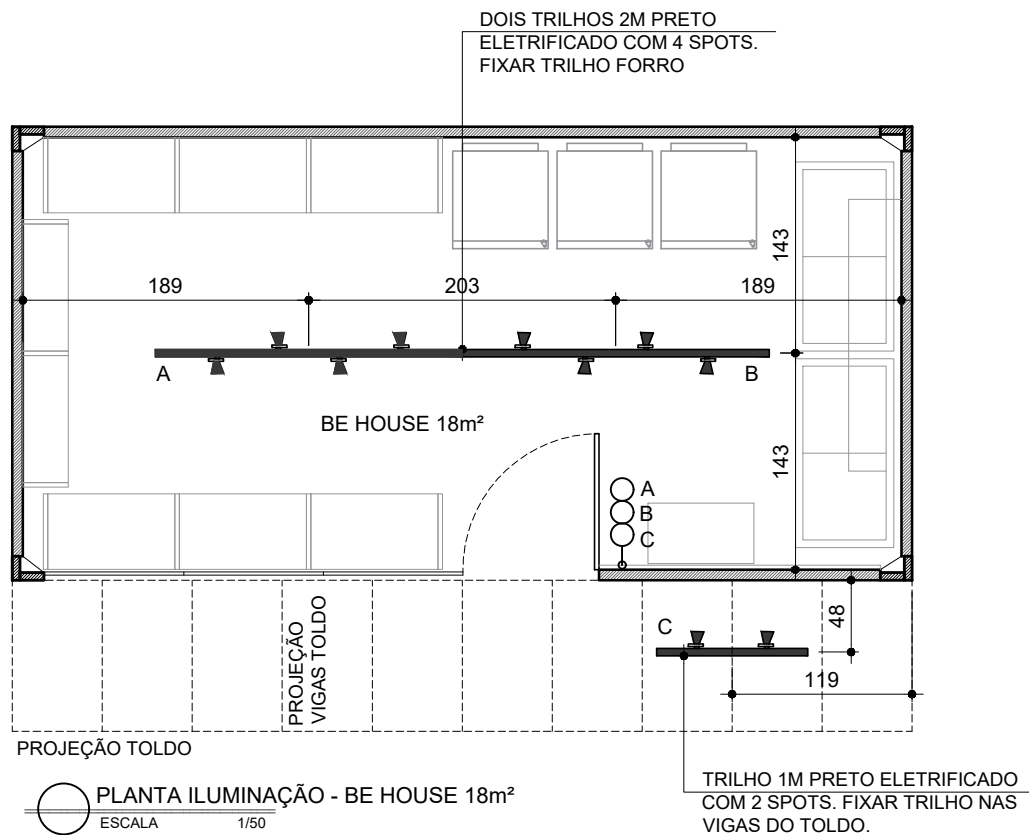 DOIS TRILHOS 2M PRETO
ELETRIFICADO COM 4 SPOTS.
FIXAR TRILHO FORRO
143
189
203
189
A
B
BE HOUSE 18m²
143
A
B
C
PROJEÇÃO
VIGAS TOLDO
C
48
119
PROJEÇÃO TOLDO
PLANTA ILUMINAÇÃO - BE HOUSE 18m²
ESCALA 1/50
TRILHO 1M PRETO ELETRIFICADO
COM 2 SPOTS. FIXAR TRILHO NAS
VIGAS DO TOLDO.